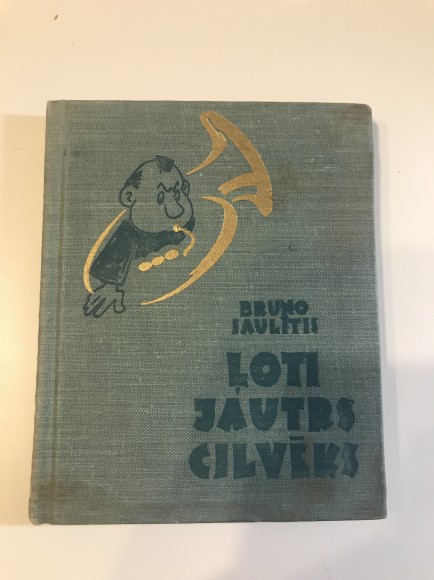 BRUNO
SAULĪTIS
ĻOTI
JAUTRS
CILVĒKS